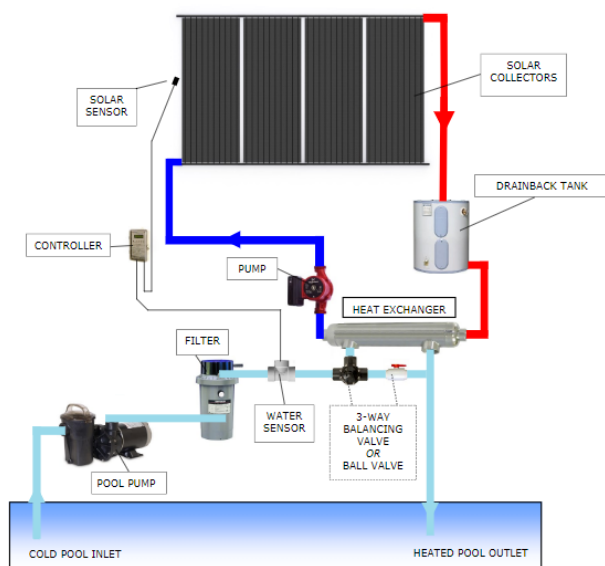 SOLAR
COLLECTORS
SOLAR
SENSOR
DRAINBACK TANK
CONTROLLER
PUMP
HEAT EXCHANGER
FILTER
WATER
SENSOR
3-WAY
BALANCING
VALVE
OR
BALL VALVE
POOL PUMP
COLD POOL INLET
HEATED POOL OUTLET